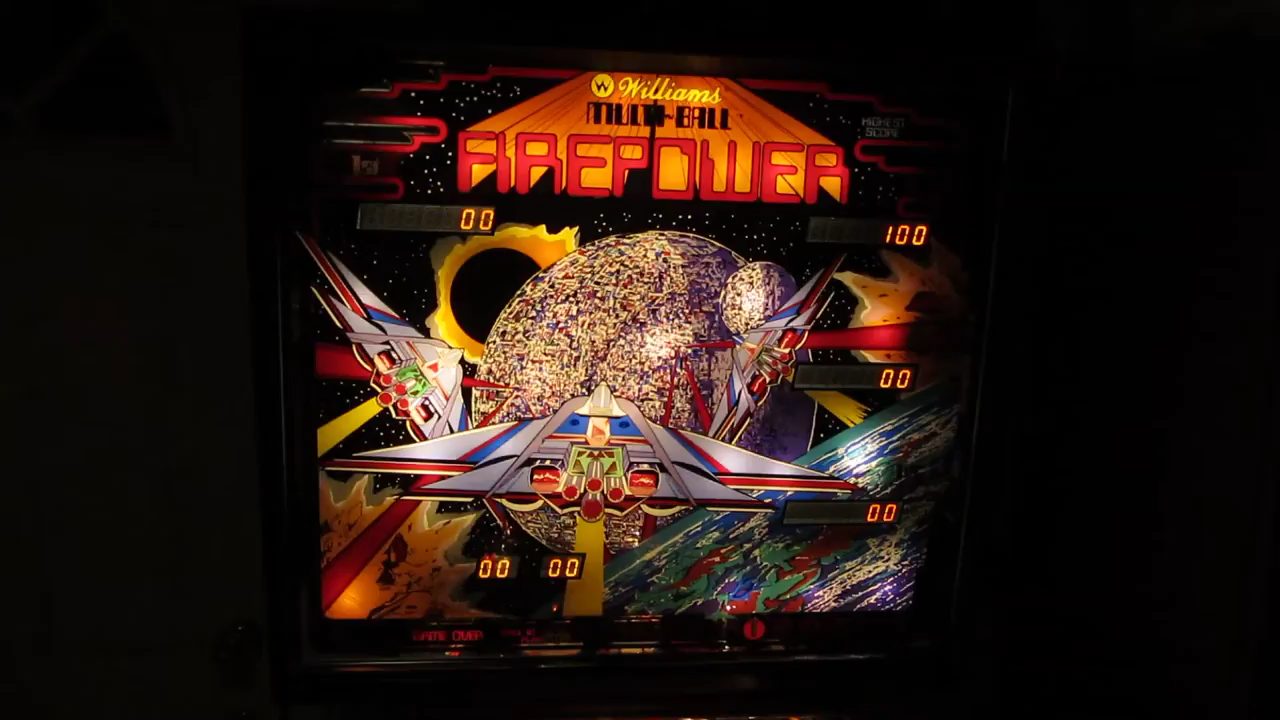 W Williams
MULTI-BALL
FIREPOWER
HIGHEST
SCORE
00
100
00
00
00 00
GAME OVER